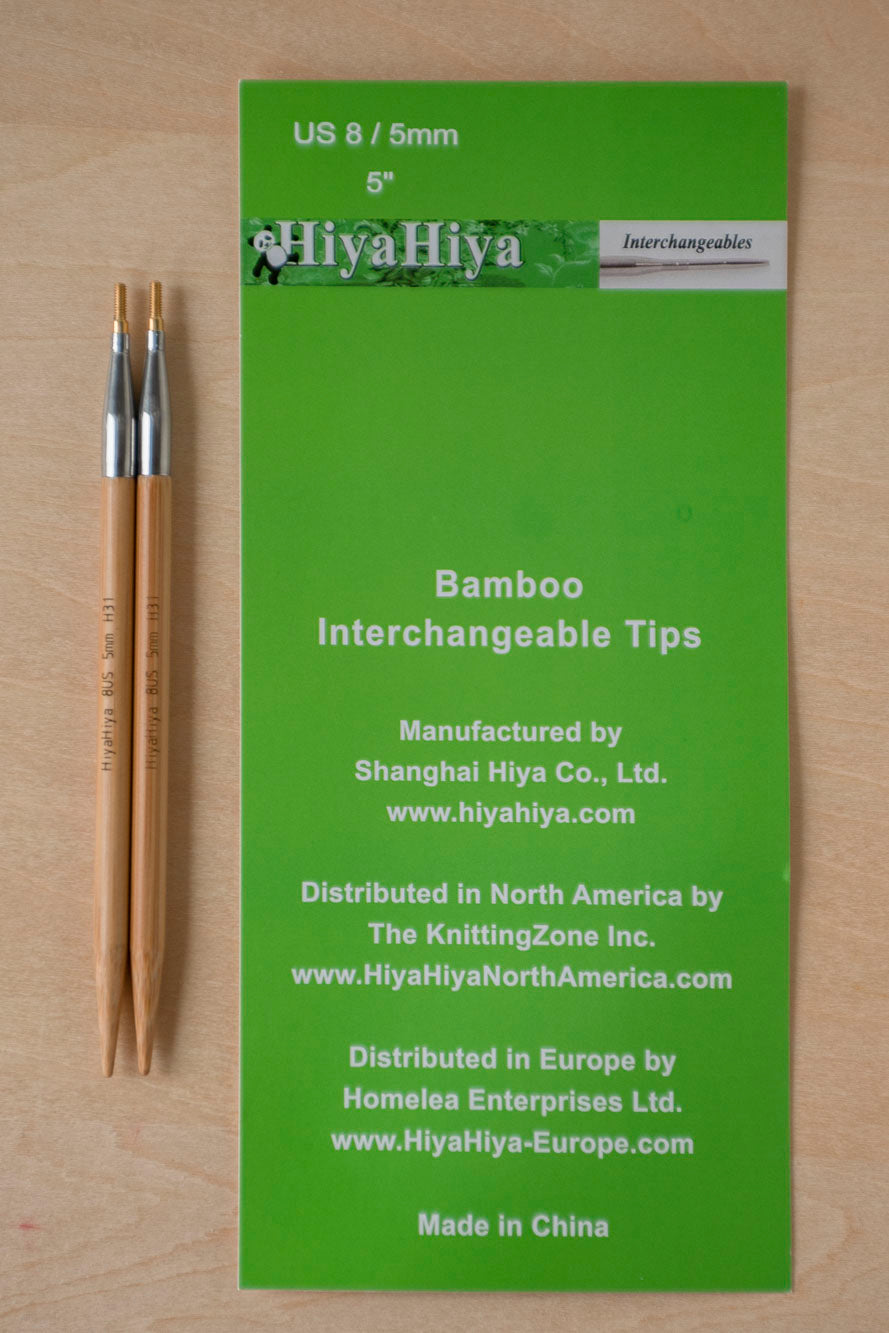 US 8 / 5mm
5"
HiyaHiya
Interchangeables
Bamboo
Interchangeable Tips
Manufactured by
Shanghai Hiya Co., Ltd.
www.hiyahiya.com
Distributed in North America by
The KnittingZone Inc.
www.HiyaHiyaNorthAmerica.com
Distributed in Europe by
Homelea Enterprises Ltd.
www.HiyaHiya-Europe.com
Made in China
HiyaHiya 8US 5mm H31
HiyaHiya 8US 5mm H31